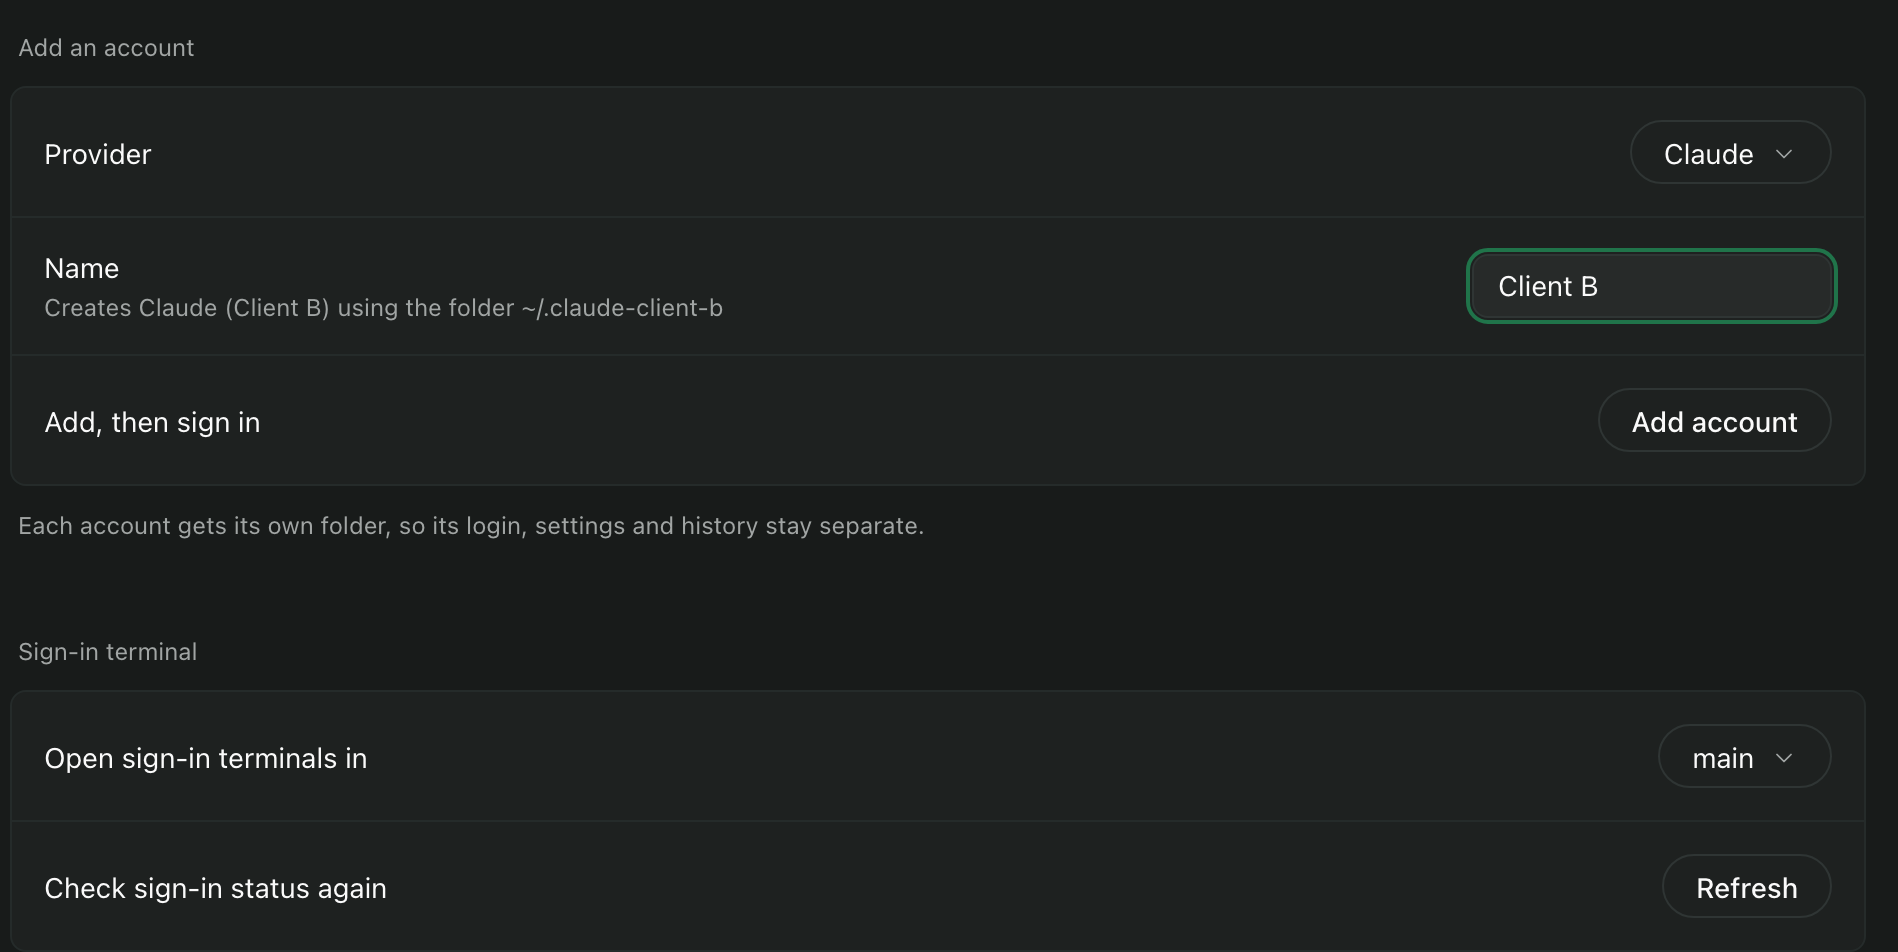 Add an account
Provider
Claude
Name
Creates Claude (Client B) using the folder ~/.claude-client-b
Client B
Add, then sign in
Add account
Each account gets its own folder, so its login, settings and history stay separate.
Sign-in terminal
Open sign-in terminals in
main
Check sign-in status again
Refresh